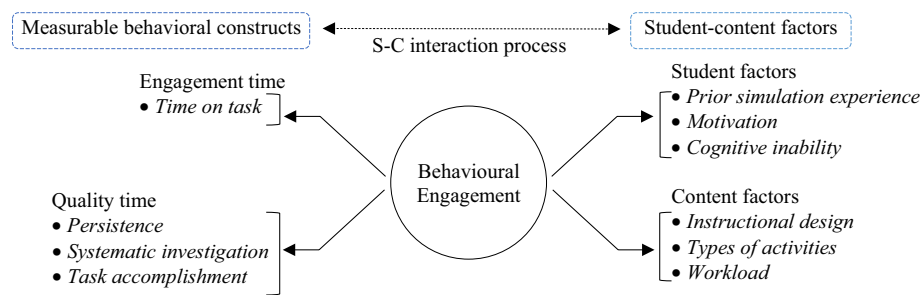 Measurable behavioral constructs
S-C interaction process
Student-content factors
Engagement time
• Time on task
Quality time
• Persistence
• Systematic investigation
• Task accomplishment
Behavioural
Engagement
Student factors
• Prior simulation experience
• Motivation
• Cognitive inability
Content factors
• Instructional design
• Types of activities
• Workload